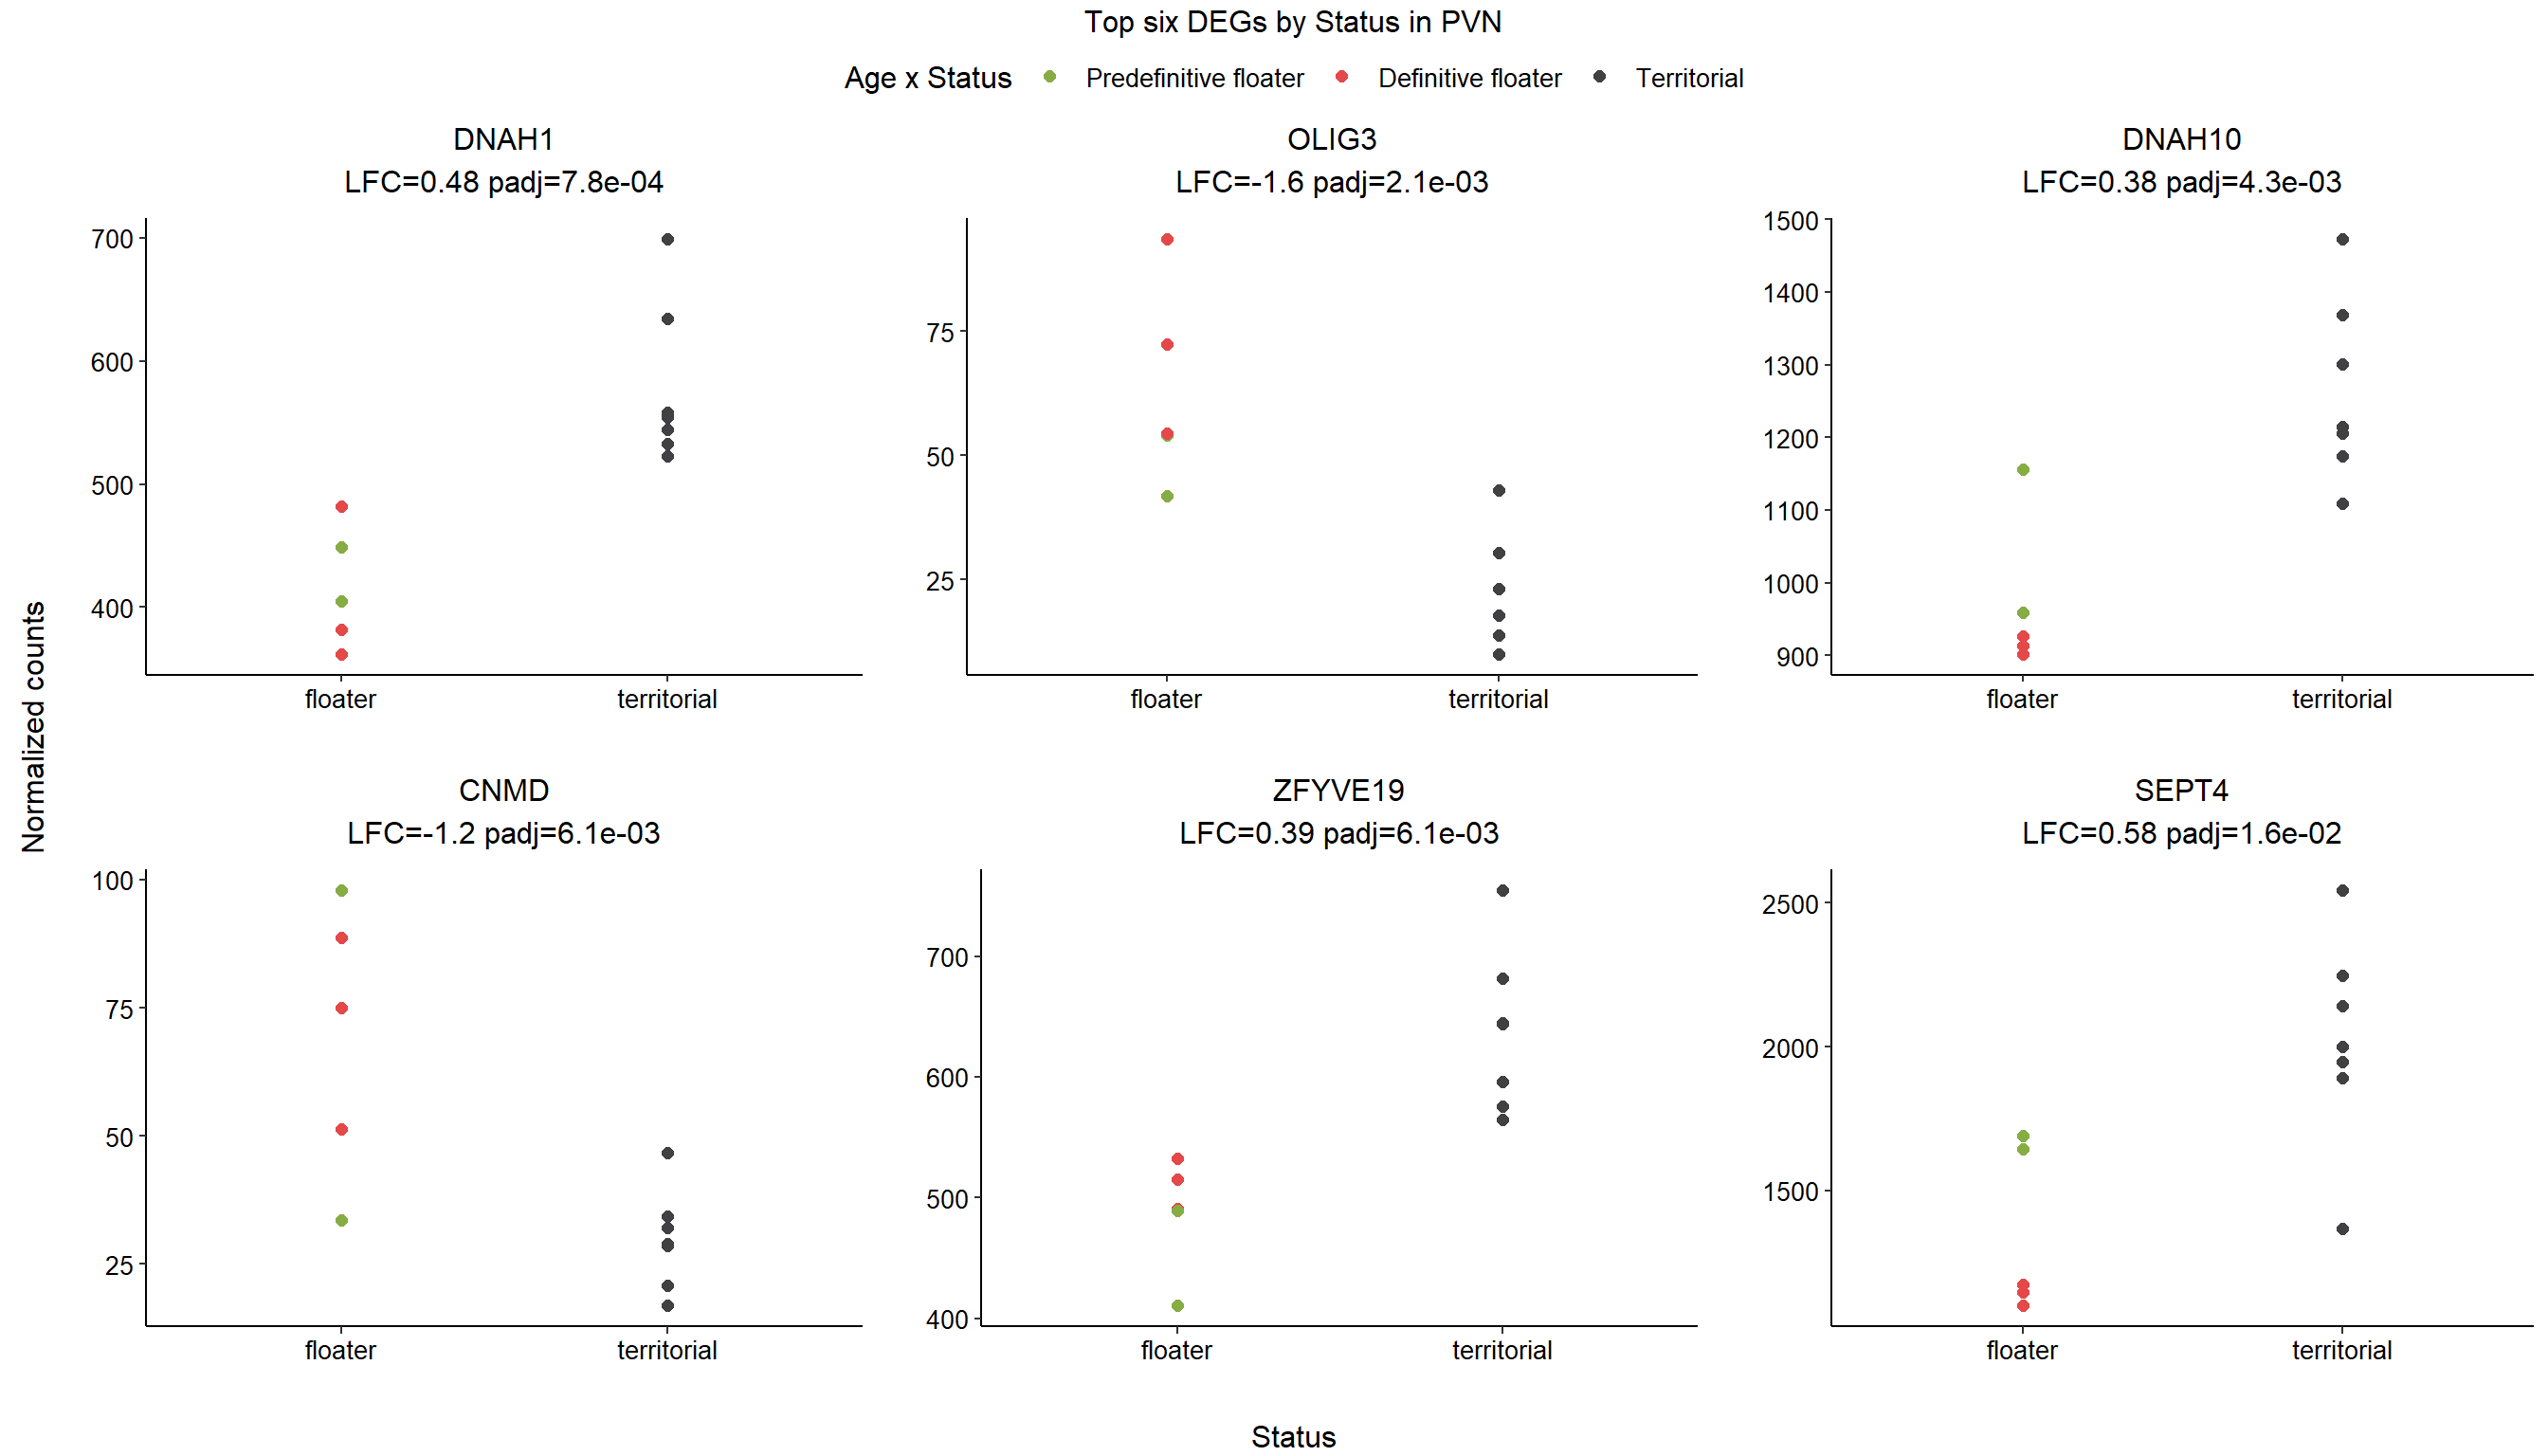 Top six DEGs by Status in PVN
Age x Status Predefinitive floater Definitive floater Territorial
DNAH1
LFC=0.48 padj=7.8e-04
700
600
500
400
floater territorial
OLIG3
LFC=-1.6 padj=2.1e-03
75
50
25
floater territorial
DNAH10
LFC=0.38 padj=4.3e-03
1500
1400
1300
1200
1100
1000
900
floater territorial
Normalized counts
CNMD
LFC=-1.2 padj=6.1e-03
100
75
50
25
floater territorial
ZFYVE19
LFC=0.39 padj=6.1e-03
700
600
500
400
floater territorial
SEPT4
LFC=0.58 padj=1.6e-02
2500
2000
1500
floater territorial
Status